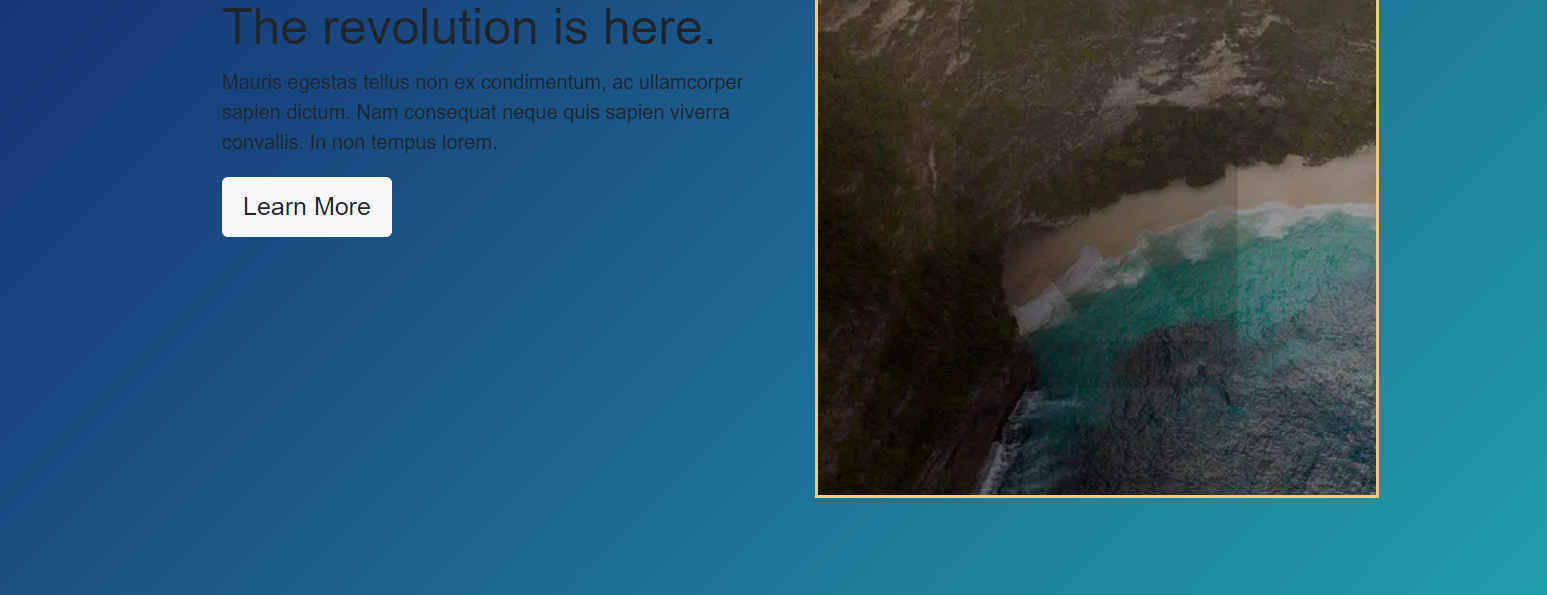 The revolution is here.
Mauris egestas tellus non ex condimentum, ac ullamcorper
sapien dictum. Nam consequat neque quis sapien viverra
convallis. In non tempus lorem.
Learn More